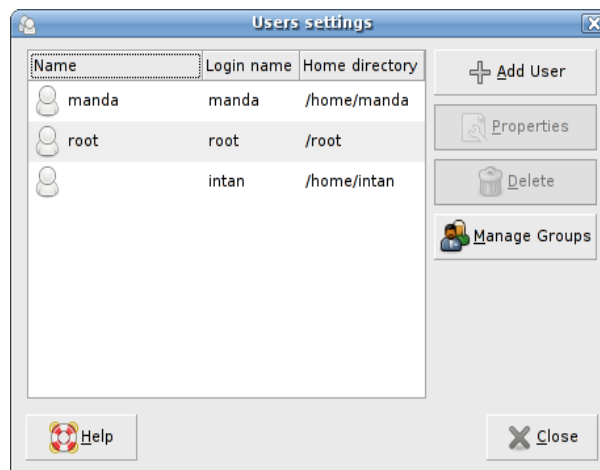 Users settings
Name Login name Home directory
manda manda /home/manda
root root /root
intan /home/intan
Add User
Properties
Delete
Manage Groups
Help
Close